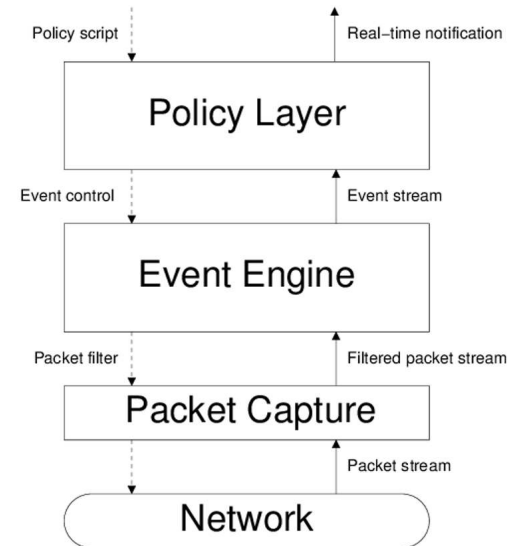 Policy script
Real−time notification
Policy Layer
Event control
Event stream
Event Engine
Packet filter
Filtered packet stream
Packet Capture
Packet stream
Network